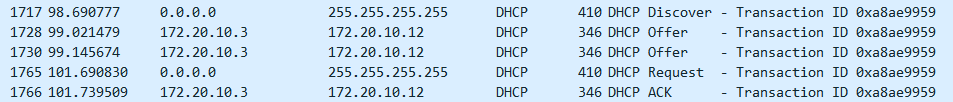 1717 98.690777 0.0.0.0 255.255.255.255 DHCP 410 DHCP Discover - Transaction ID 0xa8ae9959
1728 99.021479 172.20.10.3 172.20.10.12 DHCP 346 DHCP Offer - Transaction ID 0xa8ae9959
1730 99.145674 172.20.10.3 172.20.10.12 DHCP 346 DHCP Offer - Transaction ID 0xa8ae9959
1765 101.690830 0.0.0.0 255.255.255.255 DHCP 410 DHCP Request - Transaction ID 0xa8ae9959
1766 101.739509 172.20.10.3 172.20.10.12 DHCP 346 DHCP ACK - Transaction ID 0xa8ae9959